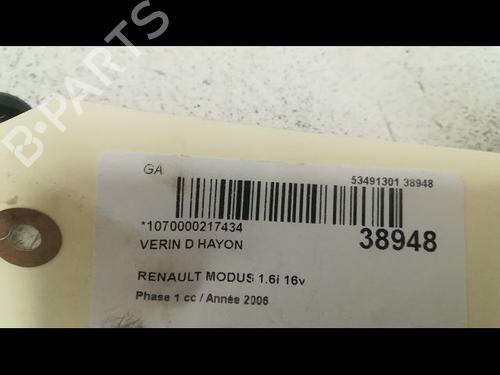 B-PARTS
GA
53491301 38948
*1070000217434
38948
VERIN D HAYON
RENAULT MODUS 1.6i 16v
Phase 1 cc / Année 2006